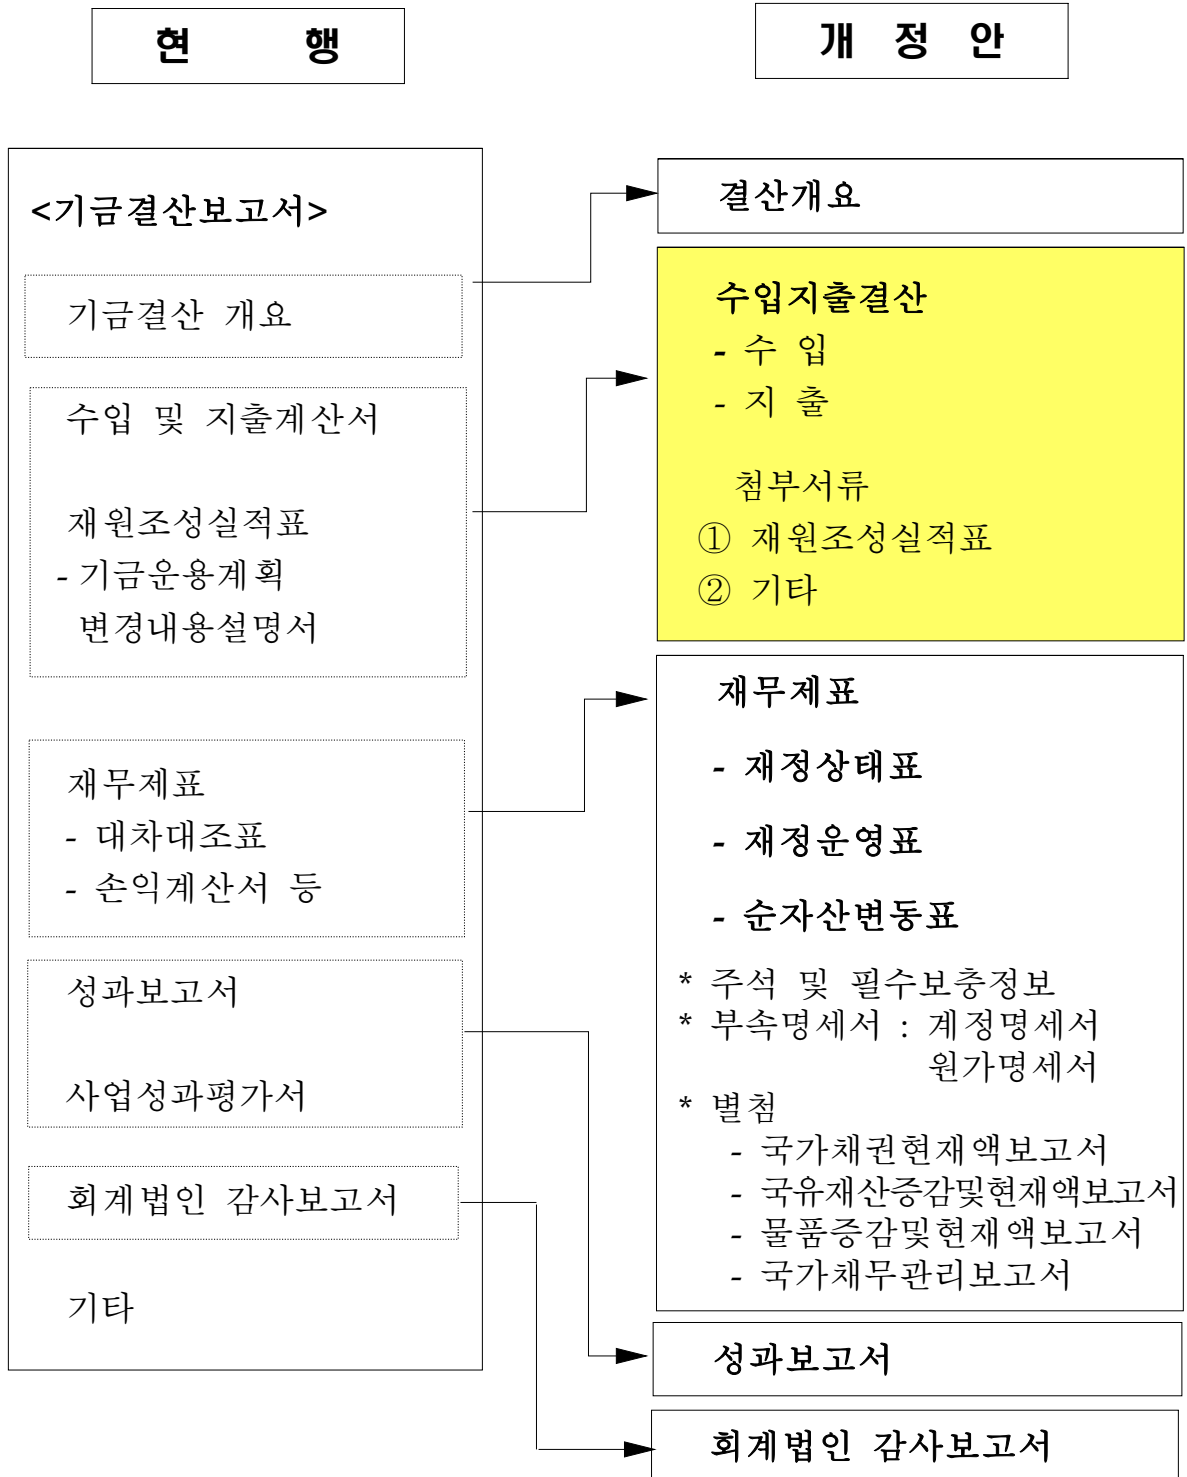 현 행
개 정 안
<기금결산보고서>
기금결산 개요
수입 및 지출계산서
재원조성실적표
- 기금운용계획
변경내용설명서
재무제표
- 대차대조표
- 손익계산서 등
성과보고서
사업성과평가서
회계법인 감사보고서
기타
결산개요
수입지출결산
- 수 입
- 지 출
첨부서류
① 재원조성실적표
② 기타
재무제표
- 재정상태표
- 재정운영표
- 순자산변동표
* 주석 및 필수보충정보
* 부속명세서 : 계정명세서
원가명세서
* 별첨
- 국가채권현재액보고서
- 국유재산증감및현재액보고서
- 물품증감및현재액보고서
- 국가채무관리보고서
성과보고서
회계법인 감사보고서